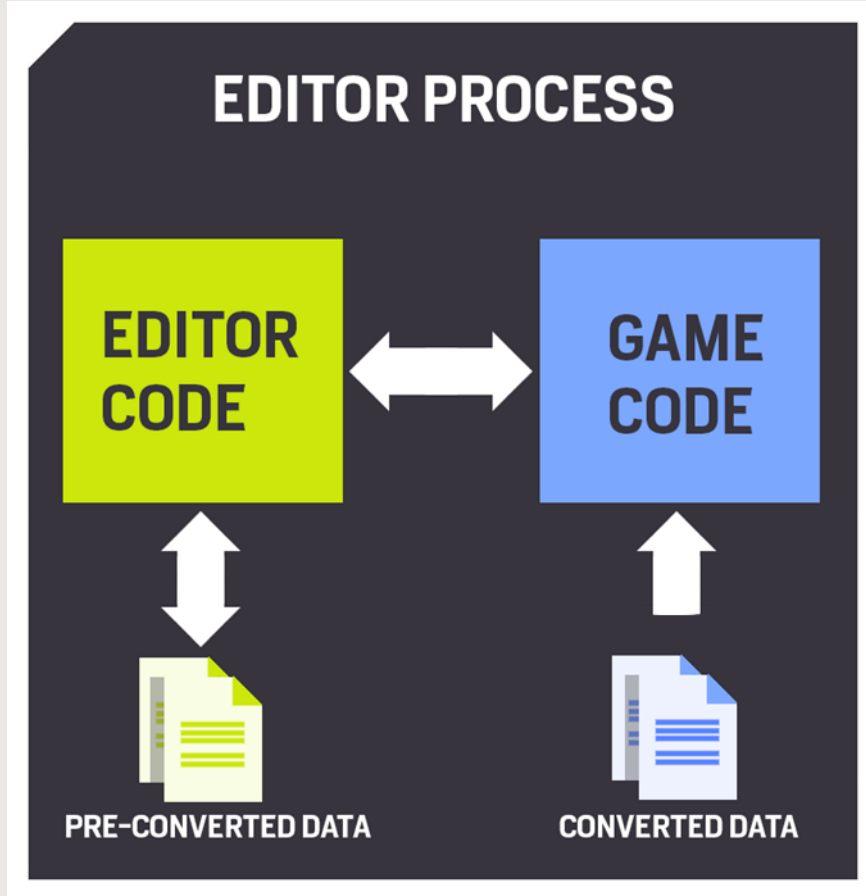 EDITOR PROCESS
EDITOR
CODE
GAME
CODE
PRE-CONVERTED DATA
CONVERTED DATA